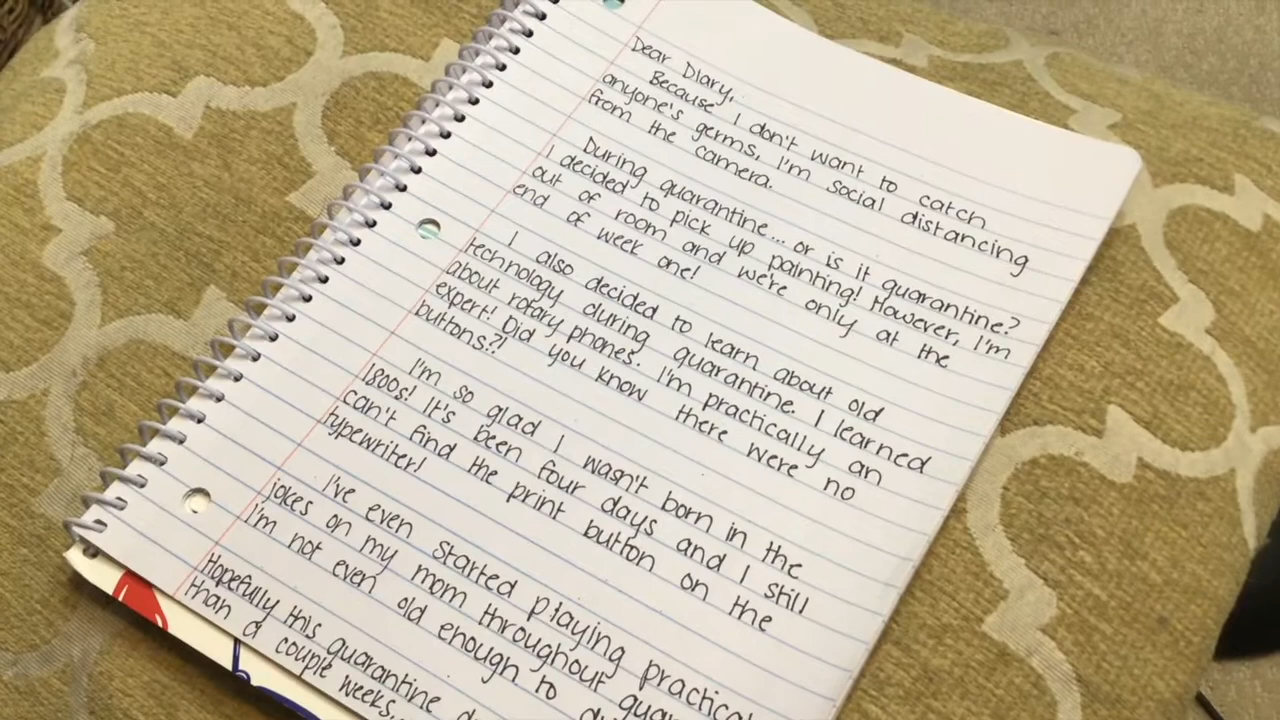 Dear Diary,
Because I don't want to catch
anyone's germs, I'm social distancing
from the camera.
During quarantine... or is it quarantine?
I decided to pick up painting! However, I'm
out of room and we're only at the
end of week one!
I also decided to learn about old
technology during quarantine. I learned
about rotary phones. I'm practically an
expert! Did you know there were no
buttons?!
I'm so glad I wasn't born in the
1800s! It's been four days and I still
can't find the print button on the
typewriter!
I've even started playing
jokes on my mom throughout
I'm not even old enough to
Hopefully this quarantine
than a couple weeks...